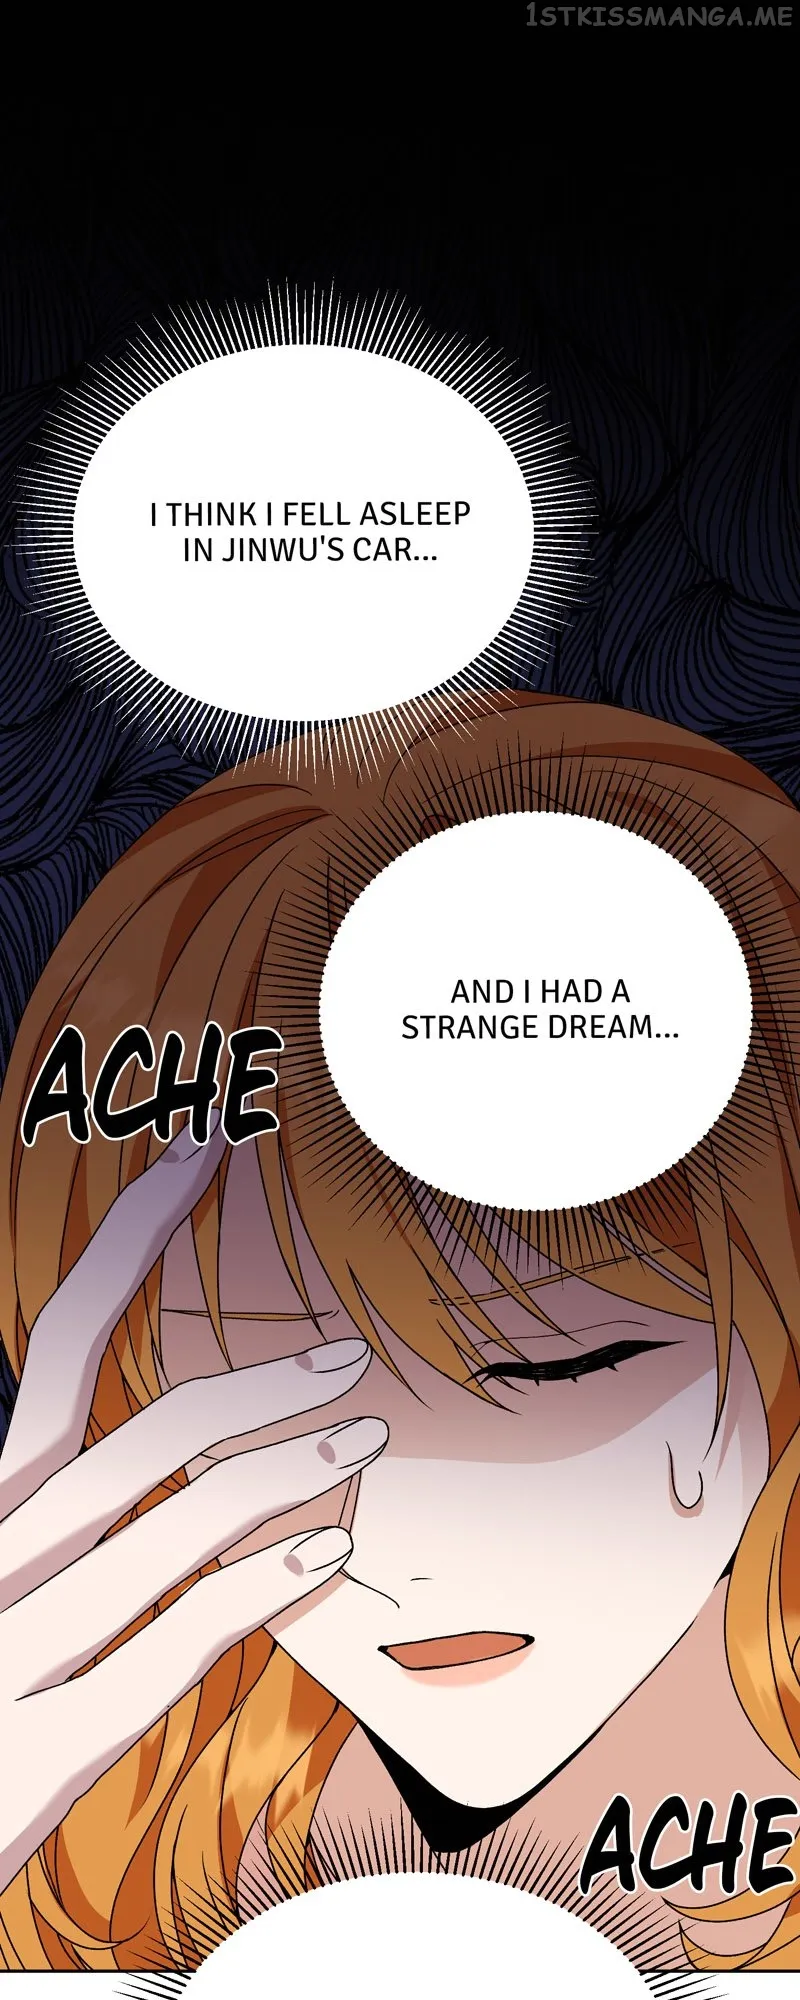 1STKISSMANGA.ME
I THINK I FELL ASLEEP
IN JINWU'S CAR...
AND I HAD A
STRANGE DREAM...
ACHE
ACHE